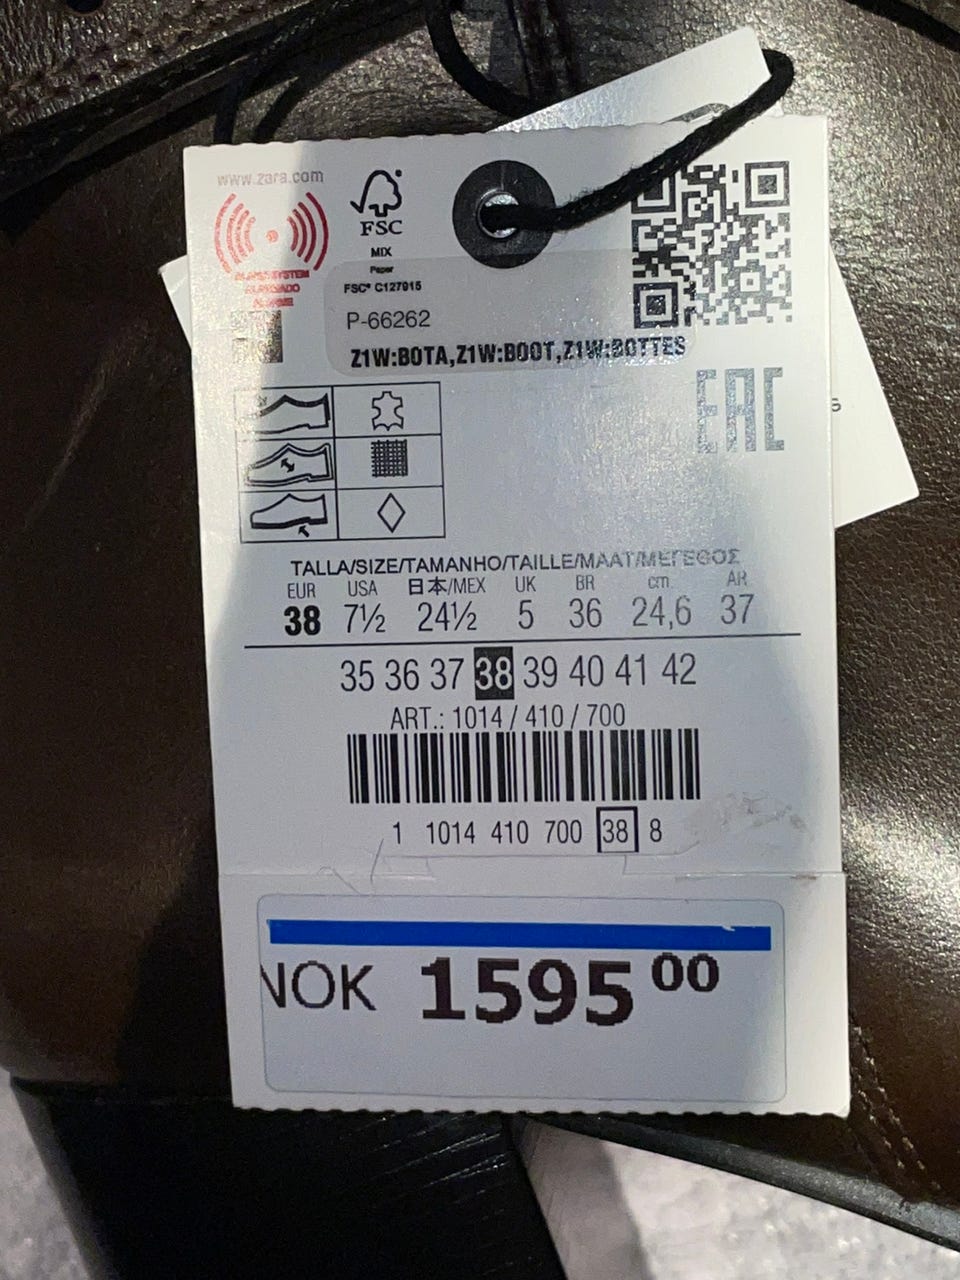 www.zara.com
FSC
MIX
Paper
FSC® C127915
P-66262
Z1W:BOTA,Z1W:BOOT,Z1W:BOTTES
EAC
TALLA/SIZE/TAMANHO/TAILLE/MAAT/ΜΕΓΕΘΟΣ
EUR USA 日本/MEX UK BR cm AR
38 7½ 24½ 5 36 24,6 37
35 36 37 38 39 40 41 42
ART.: 1014 / 410 / 700
1 1014 410 700 38 8
NOK 1595 00